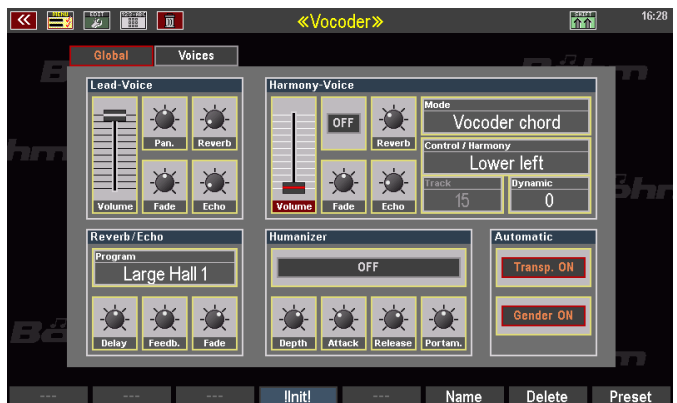 MENU
EDIT
«Vocoder»
16:28
Global
Voices
Lead-Voice
Pan.
Reverb
Volume
Fade
Echo
Harmony-Voice
OFF
Reverb
Volume
Fade
Echo
Mode
Vocoder chord
Control / Harmony
Lower left
Track
15
Dynamic
0
Reverb/Echo
Program
Large Hall 1
Delay
Feedb.
Fade
Humanizer
OFF
Depth
Attack
Release
Portam.
Automatic
Transp. ON
Gender ON
---
---
---
!Init!
---
Name
Delete
Preset